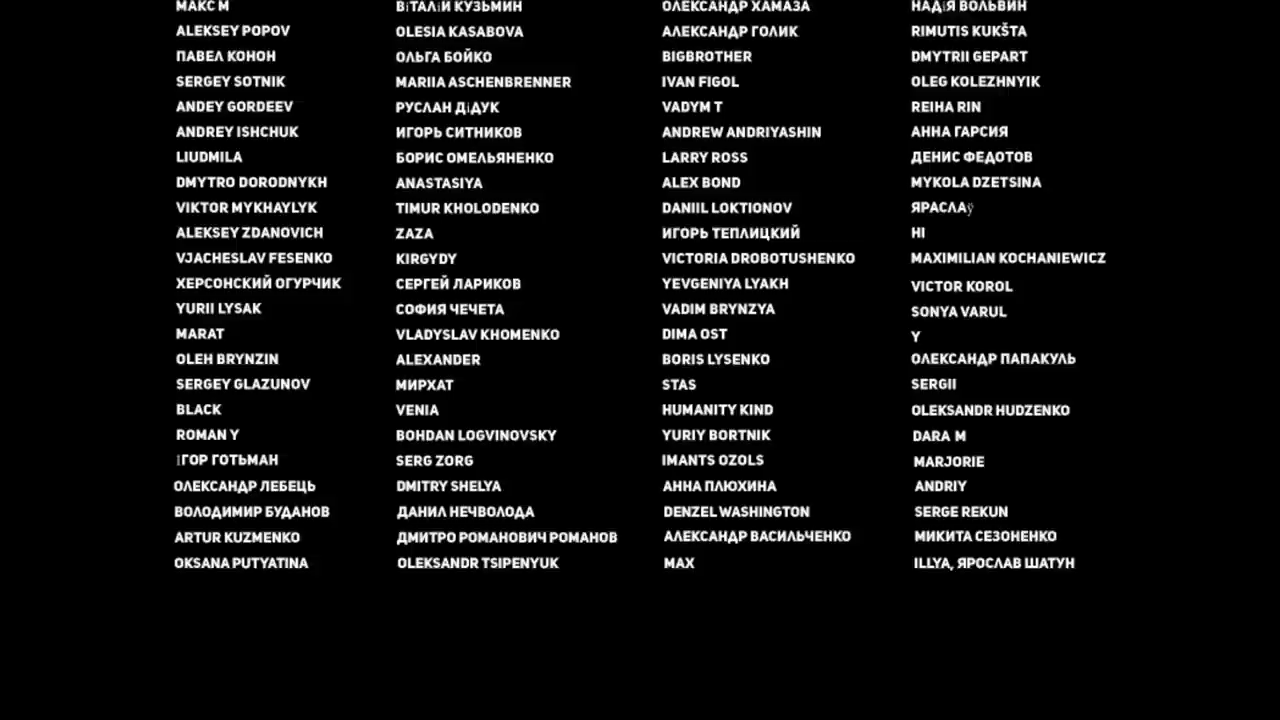 МАКС М
ALEKSEY POPOV
ПАВЕЛ КОНОН
SERGEY SOTNIK
ANDEY GORDEEV
ANDREY ISHCHUK
LIUDMILA
DMYTRO DORODNYKH
VIKTOR MYKHAYLYK
ALEKSEY ZDANOVICH
VJACHESLAV FESENKO
ХЕРСОНСКИЙ ОГУРЧИК
YURII LYSAK
MARAT
OLEH BRYNZIN
SERGEY GLAZUNOV
BLACK
ROMAN Y
ІГОР ГОТЬМАН
ОЛЕКСАНДР ЛЕБЕЦЬ
ВОЛОДИМИР БУДАНОВ
ARTUR KUZMENKO
OKSANA PUTYATINA
ВіТАЛіЙ КУЗЬМИН
OLESIA KASABOVA
ОЛЬГА БОЙКО
MARIIA ASCHENBRENNER
РУСЛАН ДіДУК
ИГОРЬ СИТНИКОВ
БОРИС ОМЕЛЬЯНЕНКО
ANASTASIYA
TIMUR KHOLODENKO
ZAZA
KIRGYDY
СЕРГЕЙ ЛАРИКОВ
СОФИЯ ЧЕЧЕТА
VLADYSLAV KHOMENKO
ALEXANDER
МИРХАТ
VENIA
BOHDAN LOGVINOVSKY
SERG ZORG
DMITRY SHELYA
ДАНИЛ НЕЧВОЛОДА
ДМИТРО РОМАНОВИЧ РОМАНОВ
OLEKSANDR TSIPENYUK
ОЛЕКСАНДР ХАМАЗА
АЛЕКСАНДР ГОЛИК
BIGBROTHER
IVAN FIGOL
VADYM T
ANDREW ANDRIYASHIN
LARRY ROSS
ALEX BOND
DANIIL LOKTIONOV
ИГОРЬ ТЕПЛИЦКИЙ
VICTORIA DROBOTUSHENKO
YEVGENIYA LYAKH
VADIM BRYNZYA
DIMA OST
BORIS LYSENKO
STAS
HUMANITY KIND
YURIY BORTNIK
IMANTS OZOLS
АННА ПЛЮХИНА
DENZEL WASHINGTON
АЛЕКСАНДР ВАСИЛЬЧЕНКО
MAX
НАДіЯ ВОЛЬВИН
RIMUTIS KUKŠTA
DMYTRII GEPART
OLEG KOLEZHNYIK
REIHA RIN
АННА ГАРСИЯ
ДЕНИС ФЕДОТОВ
MYKOLA DZETSINA
ЯРАСЛАў
HI
MAXIMILIAN KOCHANIEWICZ
VICTOR KOROL
SONYA VARUL
Y
ОЛЕКСАНДР ПАПАКУЛЬ
SERGII
OLEKSANDR HUDZENKO
DARA M
MARJORIE
ANDRIY
SERGE REKUN
МИКИТА СЕЗОНЕНКО
ILLYA, ЯРОСЛАВ ШАТУН